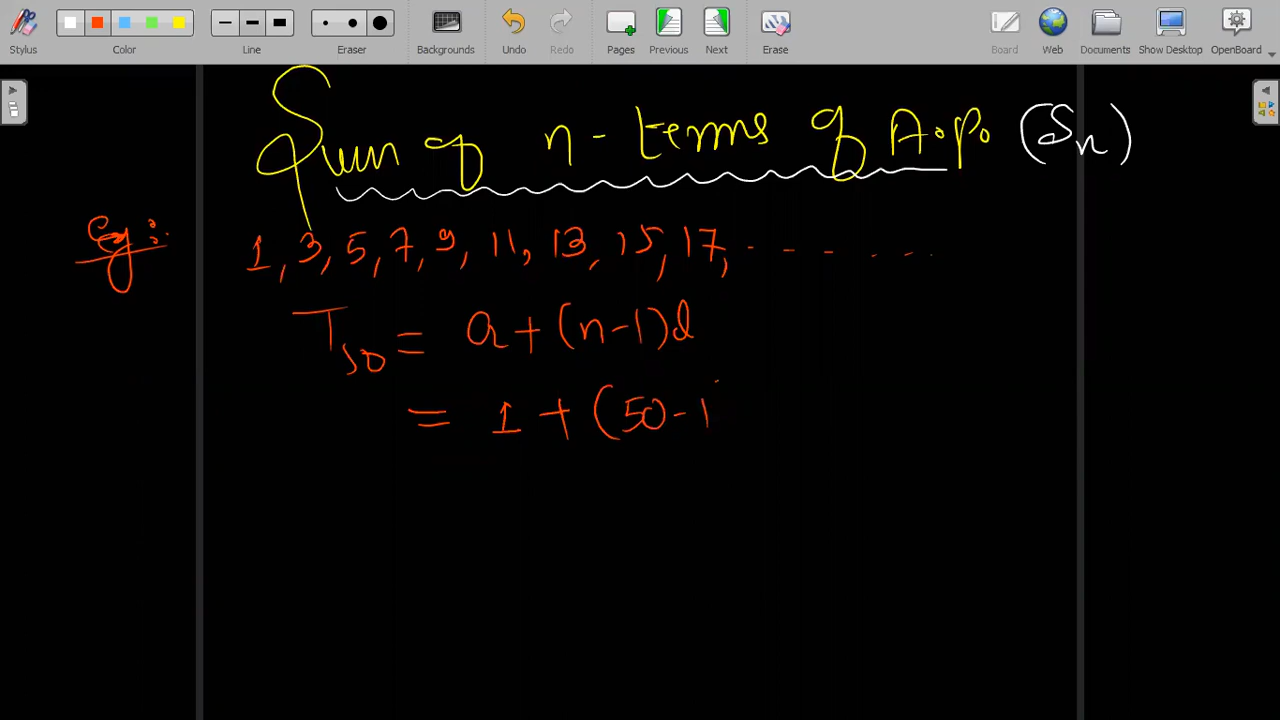 Stylus Color Line Eraser Backgrounds Undo Redo Pages Previous Next Erase Board Web Documents Show Desktop OpenBoard
Sum of n-terms of A.P. (Sn)
Eg: 1, 3, 5, 7, 9, 11, 13, 15, 17, . . . . . .
T50 = a + (n-1)d
= 1 + (50-1